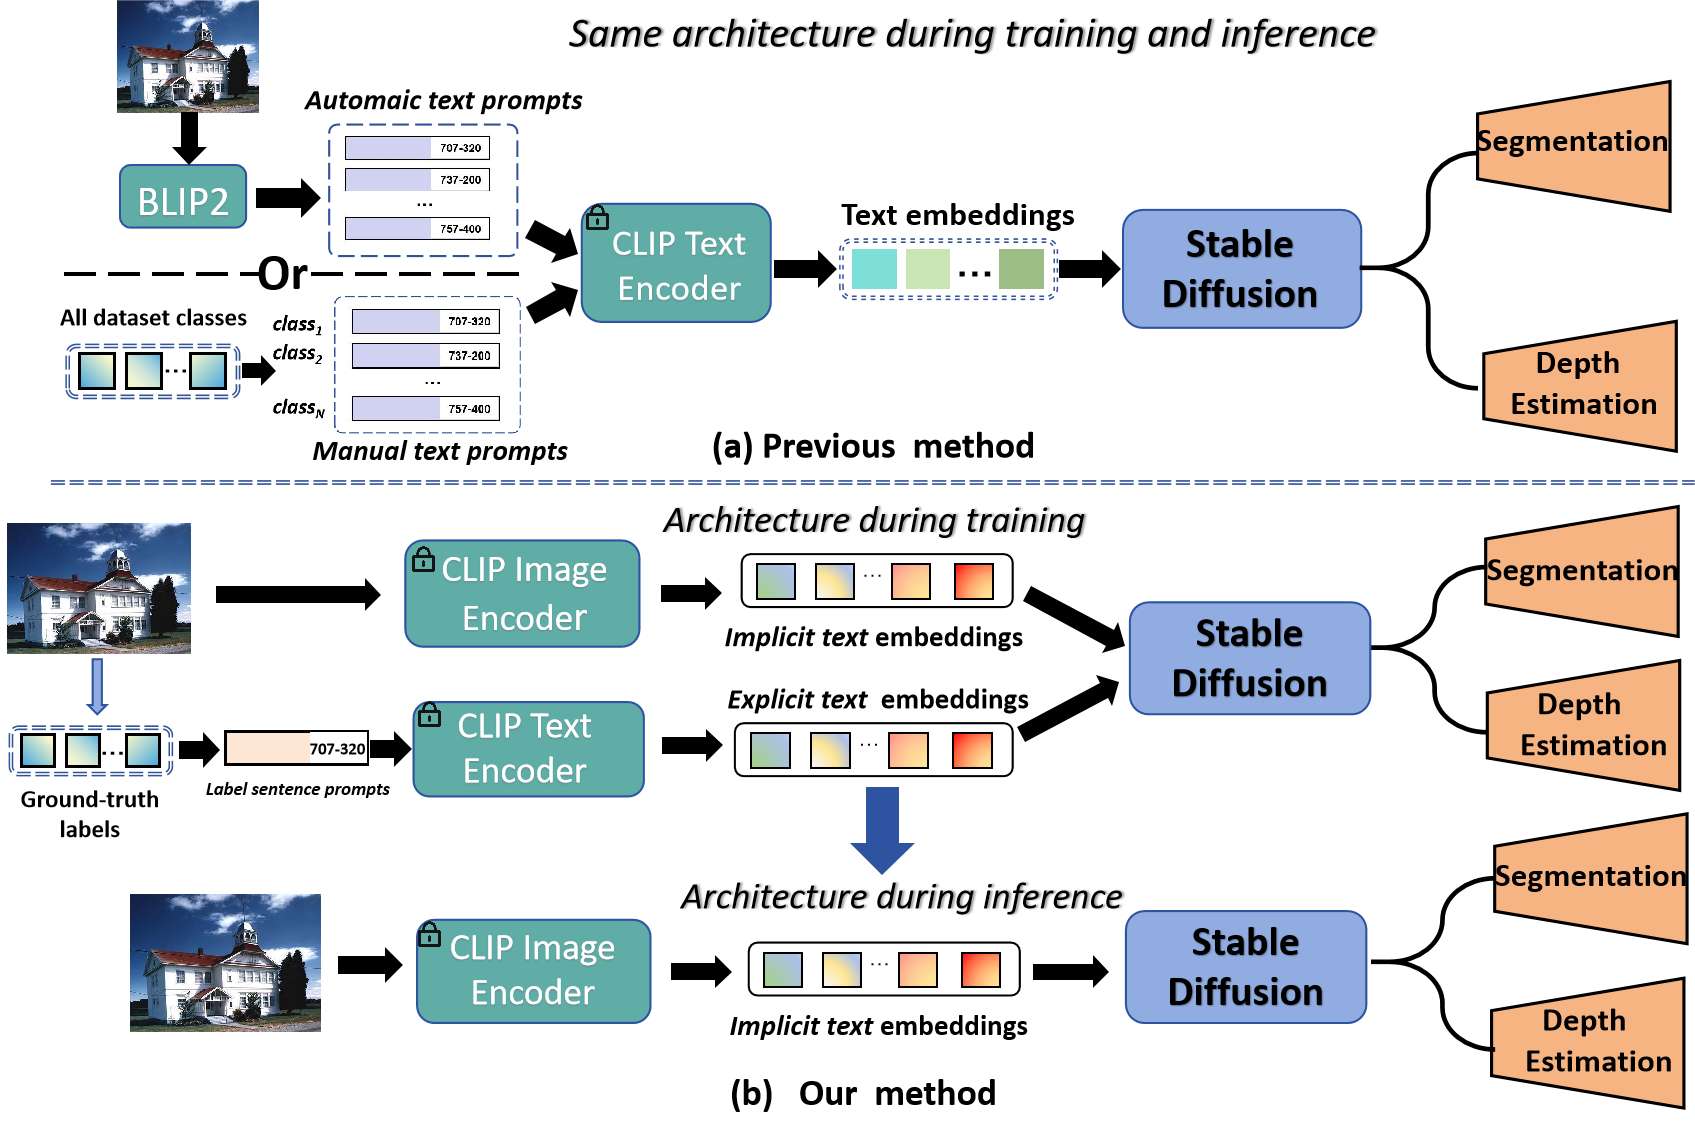 Same architecture during training and inference
Automaic text prompts
707-320
737-200
...
757-400
BLIP2
Or
All dataset classes
...
class1
class2
classN
707-320
737-200
...
757-400
Manual text prompts
CLIP Text
Encoder
Text embeddings
...
Stable
Diffusion
Segmentation
Depth
Estimation
(a) Previous method
Architecture during training
CLIP Image
Encoder
...
Implicit text embeddings
Ground-truth
labels
...
707-320
Label sentence prompts
CLIP Text
Encoder
Explicit text embeddings
...
Stable
Diffusion
Segmentation
Depth
Estimation
Architecture during inference
CLIP Image
Encoder
...
Implicit text embeddings
Stable
Diffusion
Segmentation
Depth
Estimation
(b) Our method